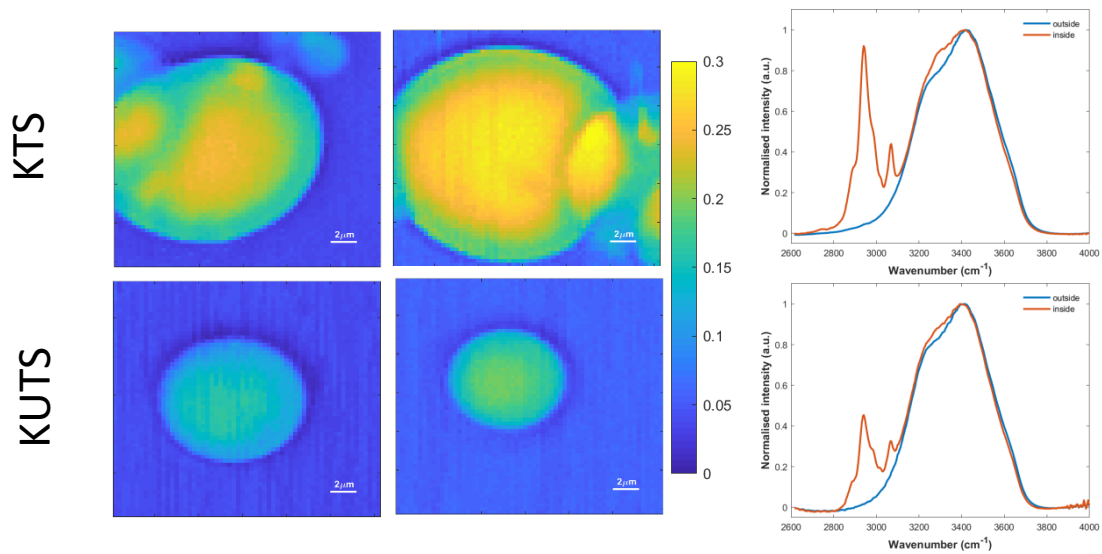 KTS
2μm
2μm
0.3
0.25
0.2
0.15
0.1
0.05
0
Normalised intensity (a.u.)
1
0.8
0.6
0.4
0.2
0
outside
inside
2600 2800 3000 3200 3400 3600 3800 4000
Wavenumber (cm⁻¹)
KUTS
2μm
2μm
Normalised intensity (a.u.)
1
0.8
0.6
0.4
0.2
0
outside
inside
2600 2800 3000 3200 3400 3600 3800 4000
Wavenumber (cm⁻¹)